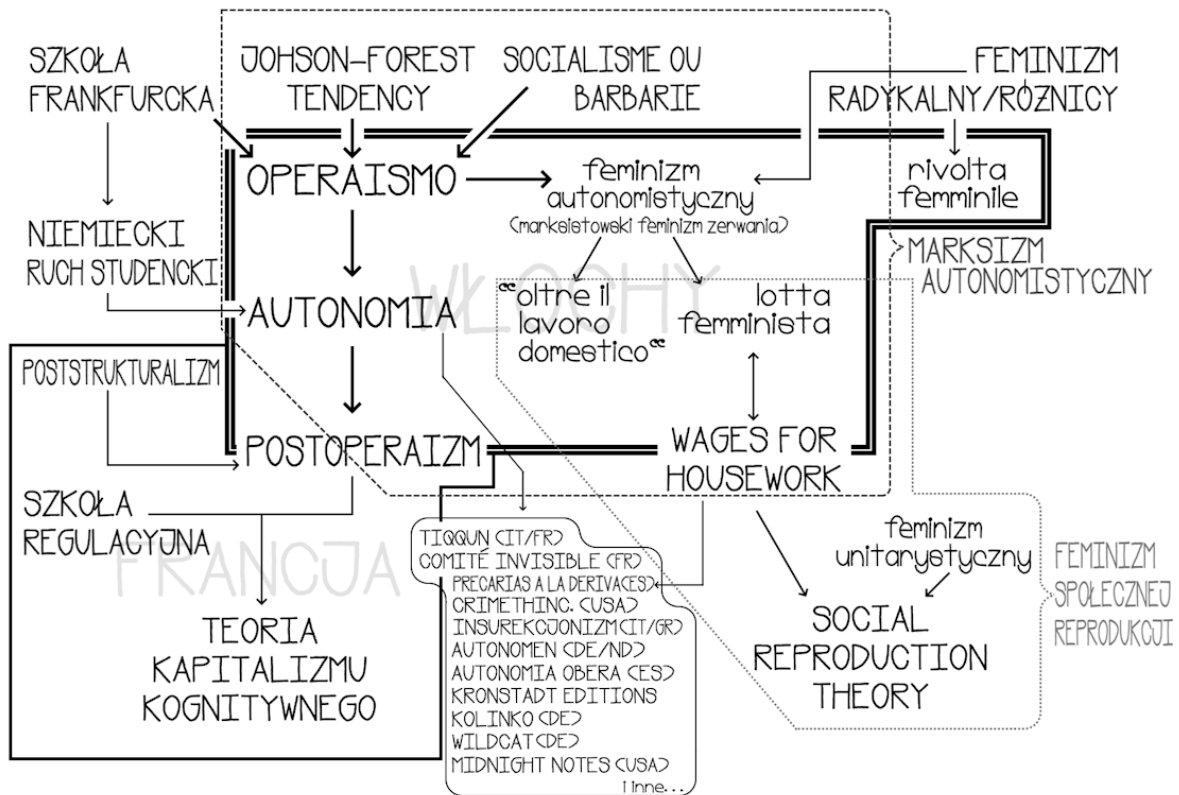 SZKOŁA
FRANKFURCKA
JOHSON-FOREST
TENDENCY
SOCIALISME OU
BARBARIE
FEMINIZM
RADYKALNY/RÓŻNICY
OPERAISMO
feminizm
autonomistyczny
(marksistowski feminizm zerwania)
rivolta
femminile
NIEMIECKI
RUCH STUDENCKI
WŁOCHY
MARKSIZM
AUTONOMISTYCZNY
AUTONOMIA
"oltre il
lavoro
domestico"
lotta
femminista
POSTSTRUKTURALIZM
POSTOPERAIZM
WAGES FOR
HOUSEWORK
SZKOŁA
REGULACYJNA
FRANCJA
TIQQUN (IT/FR)
COMITÉ INVISIBLE (FR)
PRECARIAS A LA DERIVA(ES)
CRIMETHINC. (USA)
INSUREKCJONIZM(IT/GR)
AUTONOMEN (DE/ND)
AUTONOMIA OBERA (ES)
KRONSTADT EDITIONS
KOLINKO (DE)
WILDCAT (DE)
MIDNIGHT NOTES (USA)
i inne...
feminizm
unitarystyczny
FEMINIZM
SPOŁECZNEJ
REPRODUKCJI
TEORIA
KAPITALIZMU
KOGNITYWNEGO
SOCIAL
REPRODUCTION
THEORY